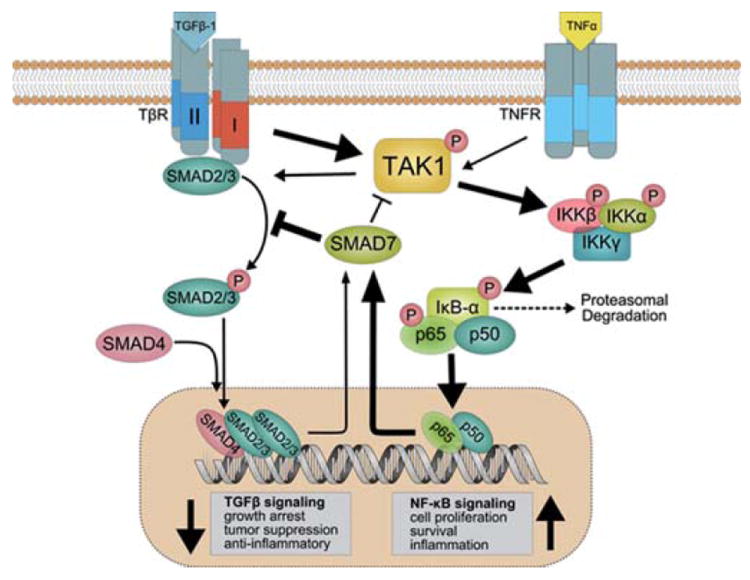 TGFβ-1
TNFα
TβR
II
I
TNFR
P
TAK1
SMAD2/3
P
P
IKKβ
IKKα
IKKγ
SMAD7
P
SMAD2/3
P
IκB-α
P
p65
p50
Proteasomal
Degradation
SMAD4
SMAD4
SMAD2/3
SMAD2/3
p65
p50
TGFβ signaling
growth arrest
tumor suppression
anti-inflammatory
NF-κB signaling
cell proliferation
survival
inflammation